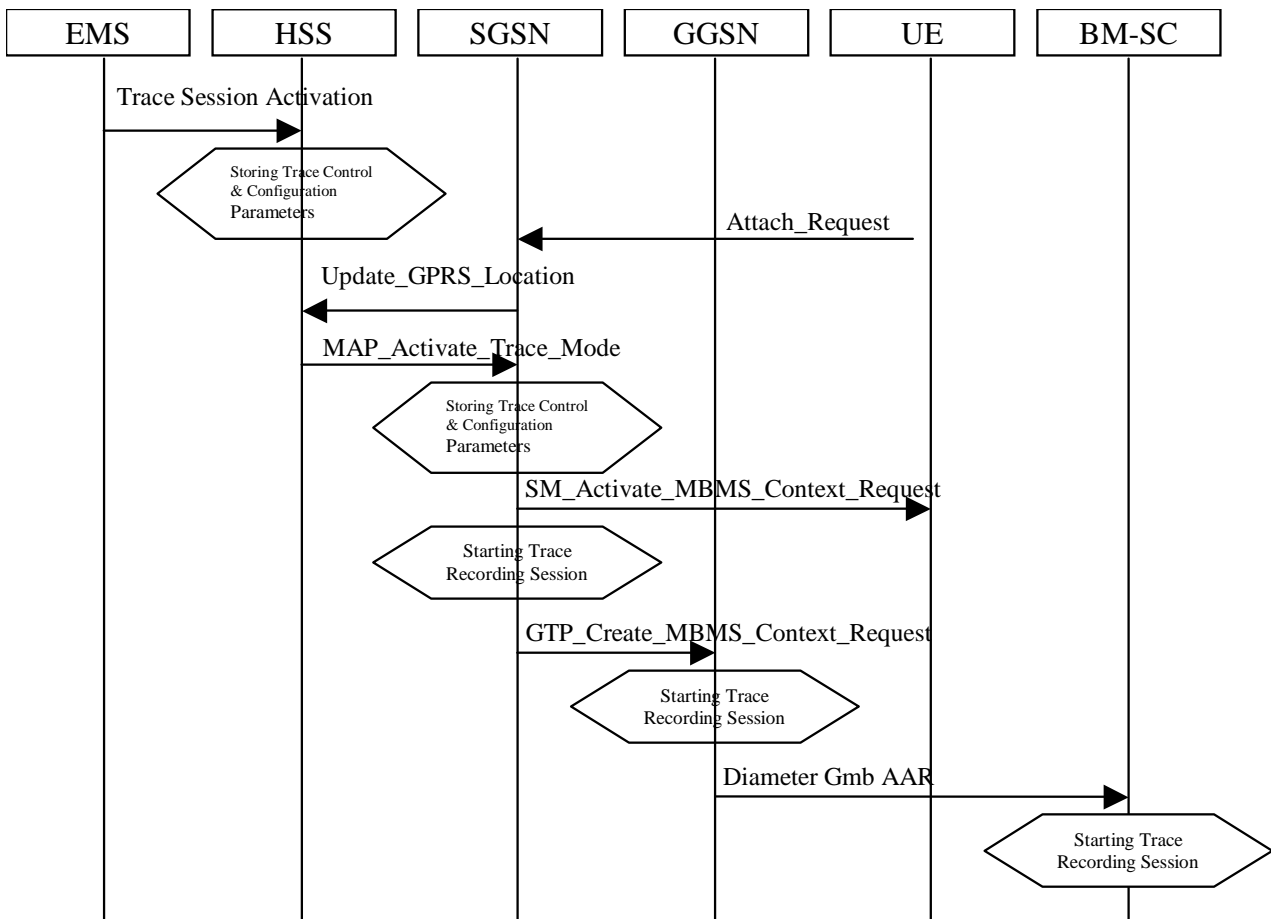 EMS
HSS
SGSN
GGSN
UE
BM-SC
Trace Session Activation
Storing Trace Control
& Configuration
Parameters
Attach_Request
Update_GPRS_Location
MAP_Activate_Trace_Mode
Storing Trace Control
& Configuration
Parameters
SM_Activate_MBMS_Context_Request
Starting Trace
Recording Session
GTP_Create_MBMS_Context_Request
Starting Trace
Recording Session
Diameter Gmb AAR
Starting Trace
Recording Session